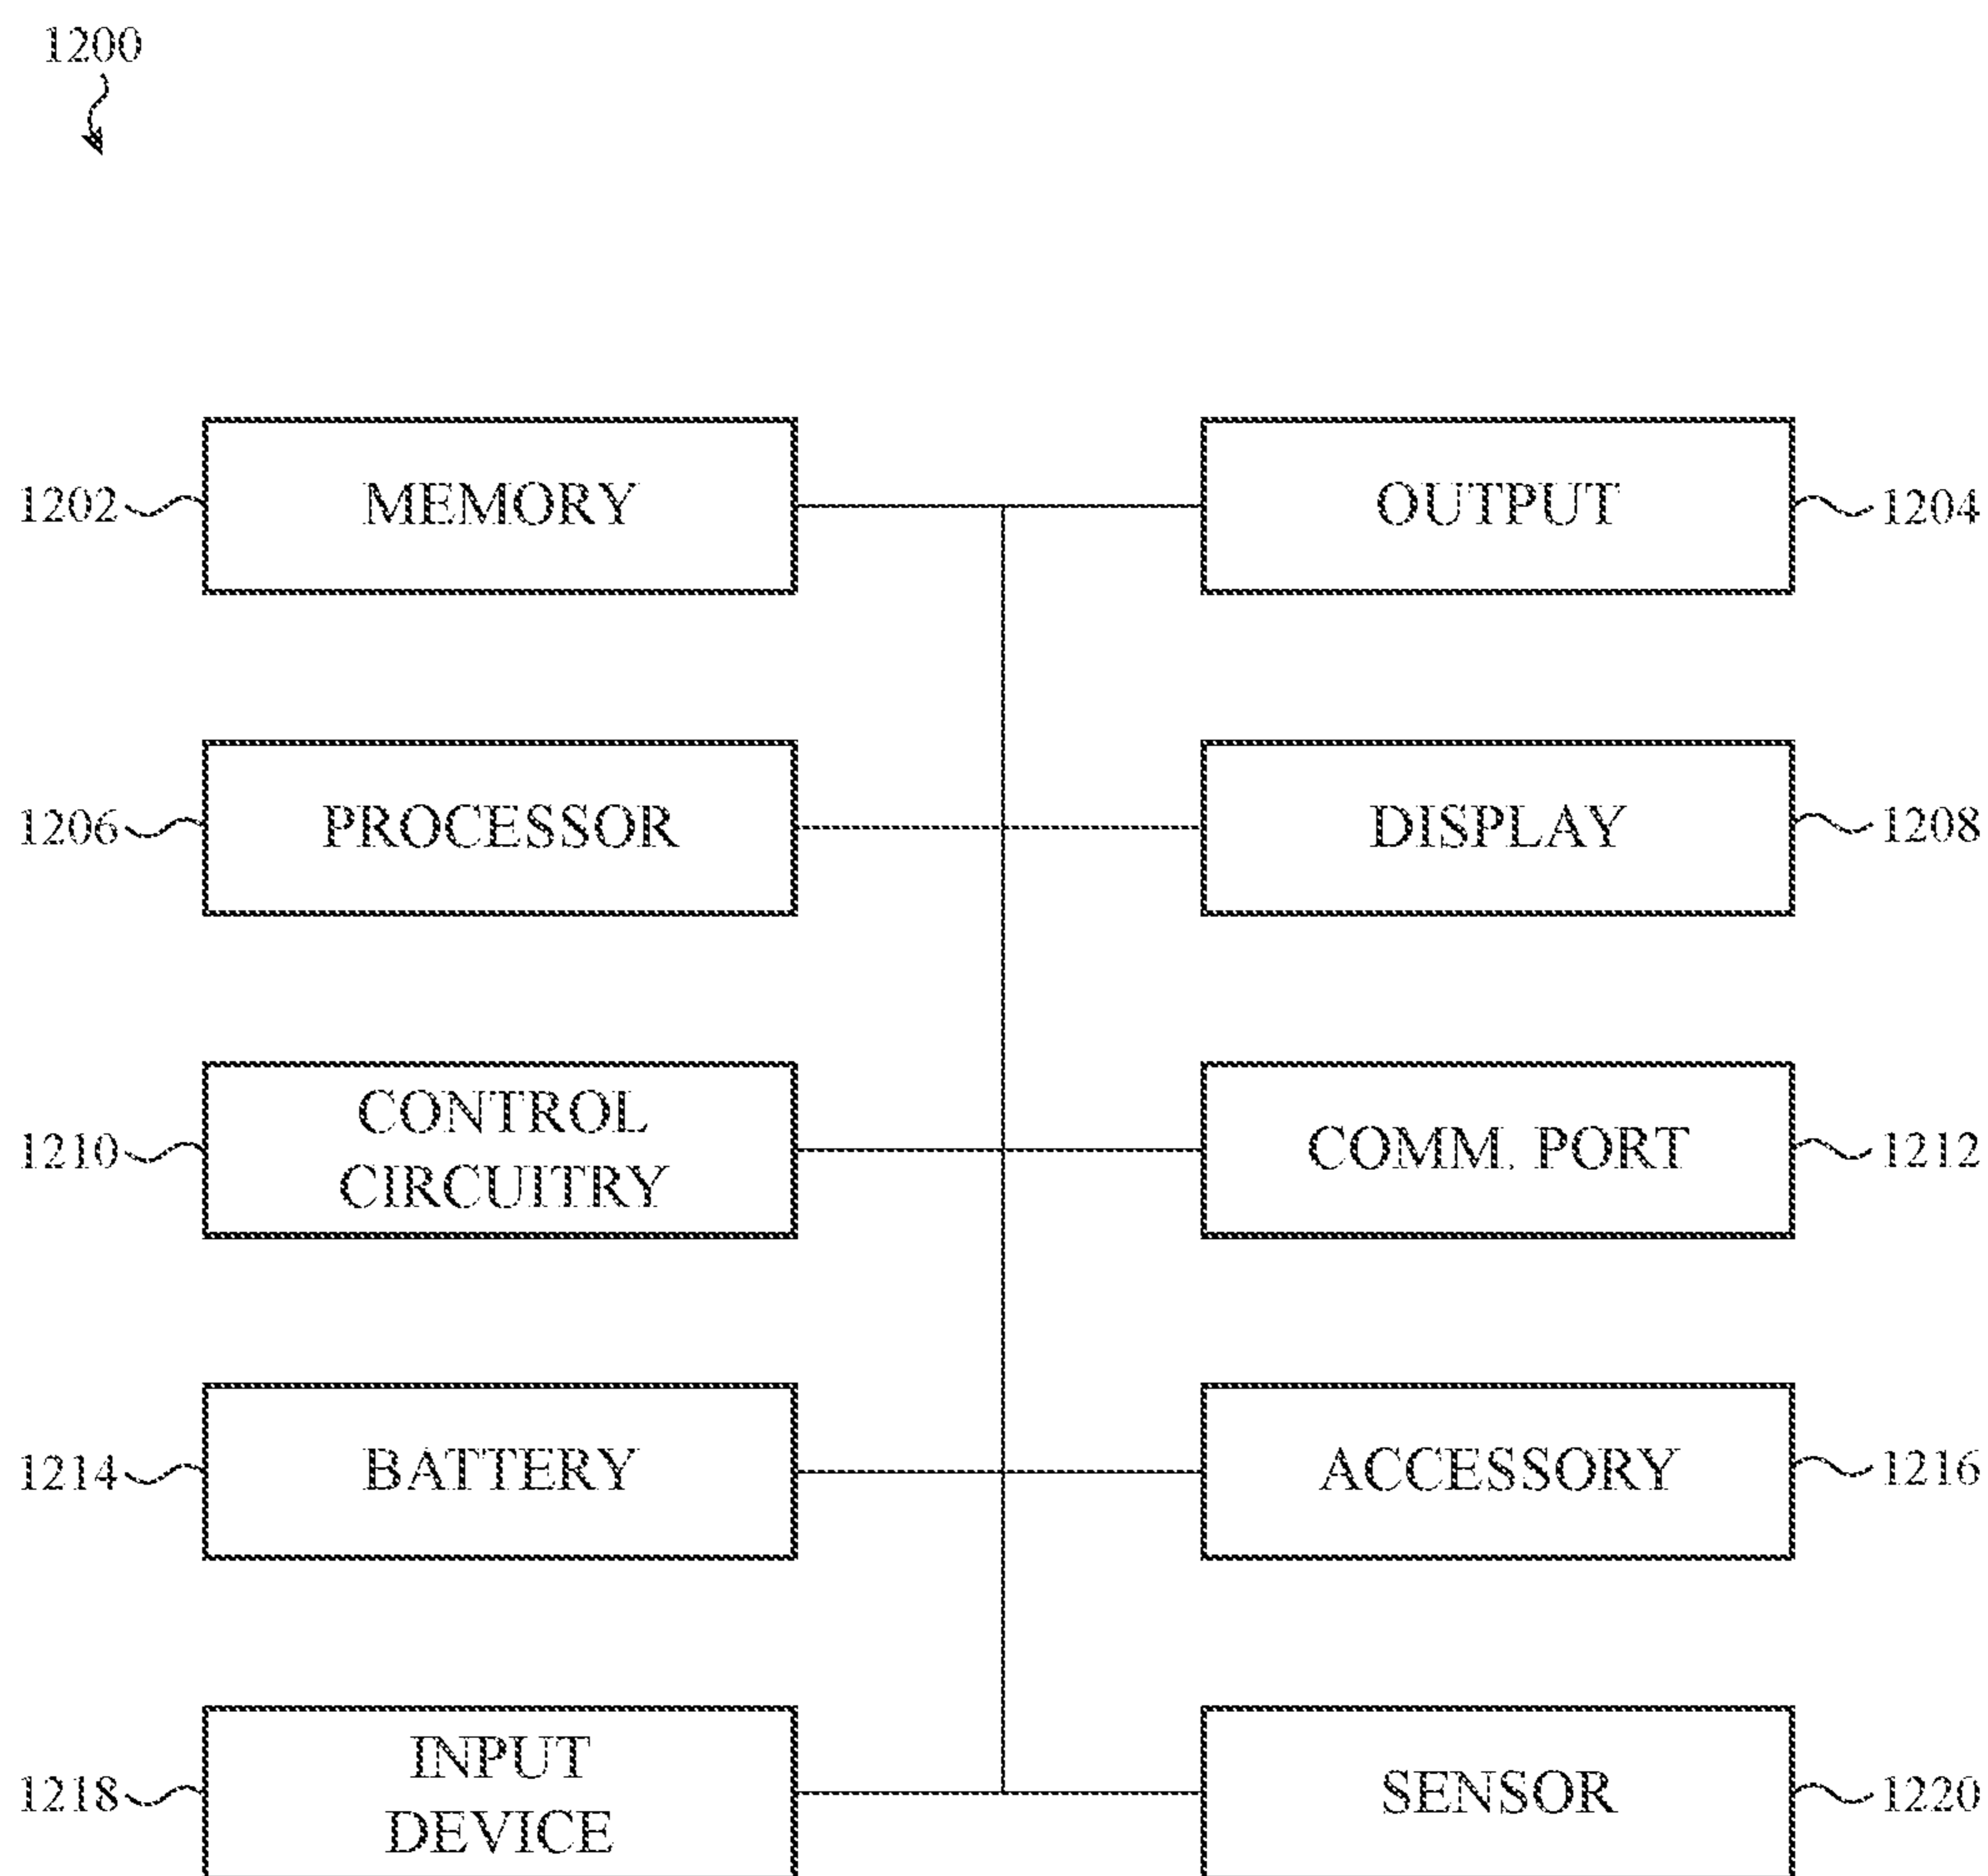 1200
1202 MEMORY OUTPUT 1204
1206 PROCESSOR DISPLAY 1208
CONTROL
1210 CIRCUITRY COMM. PORT 1212
1214 BATTERY ACCESSORY 1216
INPUT
1218 DEVICE SENSOR 1220